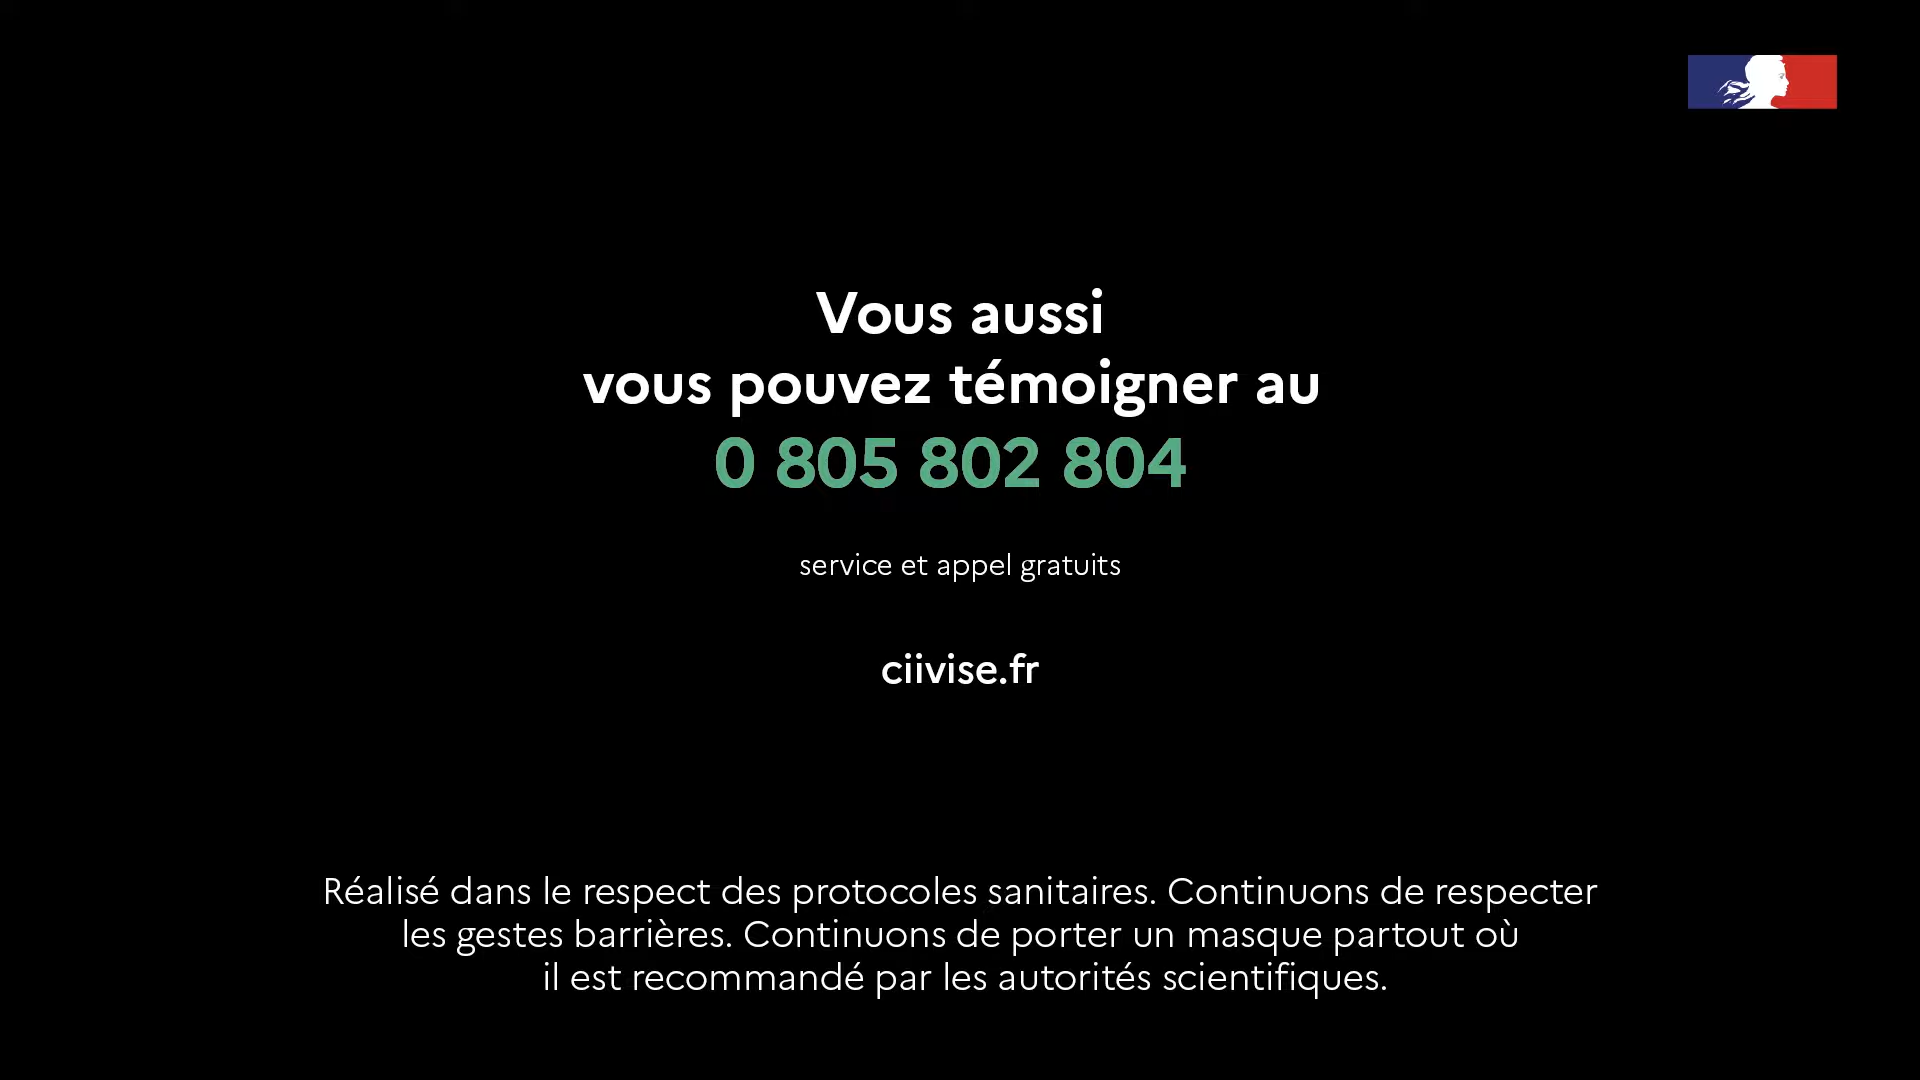 Vous aussi
vous pouvez témoigner au
0 805 802 804
service et appel gratuits
ciivise.fr
Réalisé dans le respect des protocoles sanitaires. Continuons de respecter
les gestes barrières. Continuons de porter un masque partout où
il est recommandé par les autorités scientifiques.